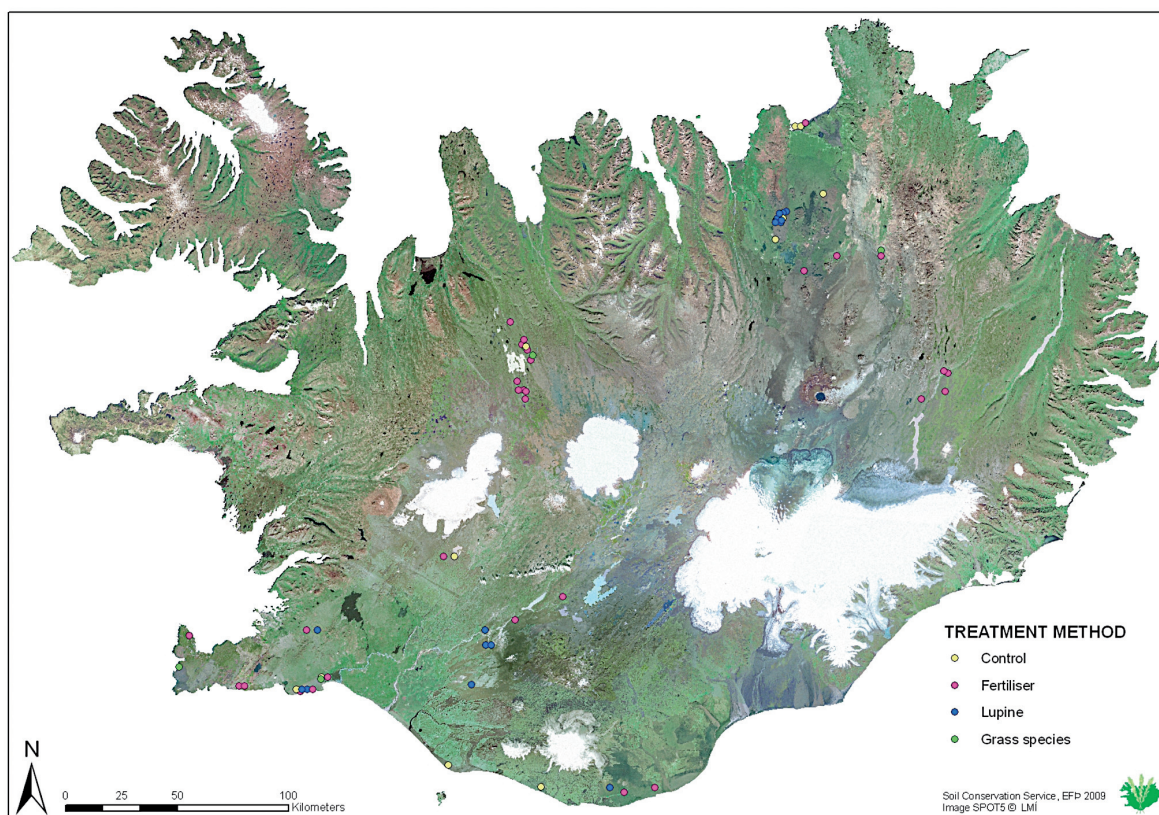 TREATMENT METHOD
Control
Fertiliser
Lupine
Grass species
N
0 25 50 100
Kilometers
Soil Conservation Service, EFÞ 2009
Image SPOT5 © LMÍ